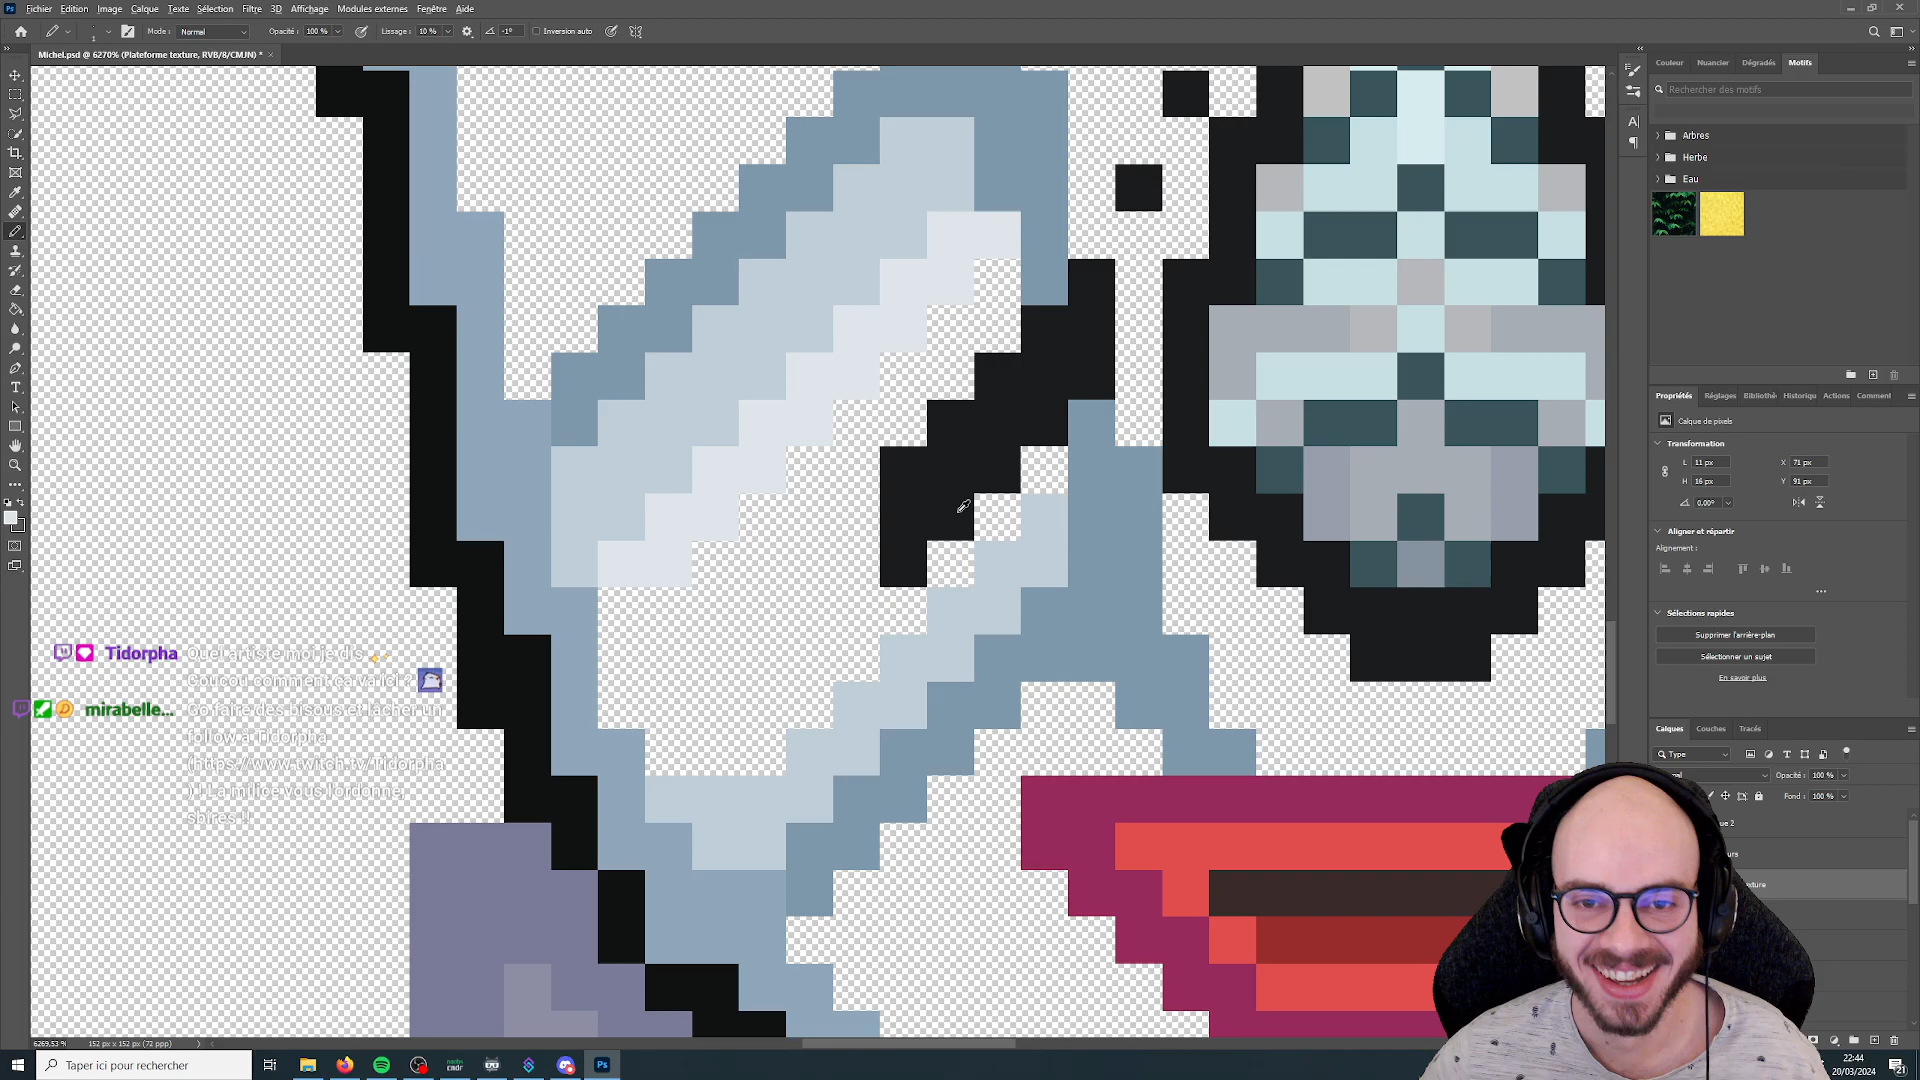 Fichier Edition Image Calque Texte Sélection Filtre 3D Affichage Modules externes Fenêtre Aide
Mode : Normal Opacité : 100 % Lissage : 10 % -1° Inversion auto
Michel.psd @ 6270% (Plateforme texture, RVB/8/CMJN) * ×
Couleur Nuancier Dégradés Motifs
Rechercher des motifs
Arbres
Herbe
Eau
Propriétés Réglages Bibliothè Historiqu Actions Comment
Calque de pixels
Transformation
L 11 px X 71 px
H 16 px Y 91 px
0.00°
Aligner et répartir
Alignement :
Sélections rapides
Supprimer l'arrière-plan
Sélectionner un sujet
En savoir plus
Calques Couches Tracés
Type
Opacité : 100 %
Fond : 100 %
Tidorpha Quel artiste moi je dis
Coucou comment ça va ici ?
mirabelle... Go faire des bisous et lâcher un
follow à Tidorpha
(https://www.twitch.tv/Tidorpha
) ! La milice vous l'ordonne,
sbires !!
6269.53 % 152 px x 152 px (72 ppp)
Taper ici pour rechercher
22:44
20/03/2024
21